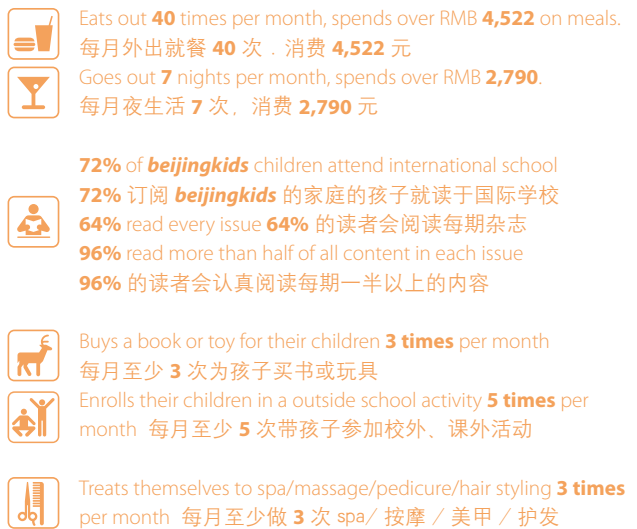 Eats out 40 times per month, spends over RMB 4,522 on meals.
每月外出就餐 40 次．消费 4,522 元
Goes out 7 nights per month, spends over RMB 2,790.
每月夜生活 7 次，消费 2,790 元
72% of beijingkids children attend international school
72% 订阅 beijingkids 的家庭的孩子就读于国际学校
64% read every issue 64% 的读者会阅读每期杂志
96% read more than half of all content in each issue
96% 的读者会认真阅读每期一半以上的内容
Buys a book or toy for their children 3 times per month
每月至少 3 次为孩子买书或玩具
Enrolls their children in a outside school activity 5 times per
month 每月至少 5 次带孩子参加校外、课外活动
Treats themselves to spa/massage/pedicure/hair styling 3 times
per month 每月至少做 3 次 spa/ 按摩 / 美甲 / 护发